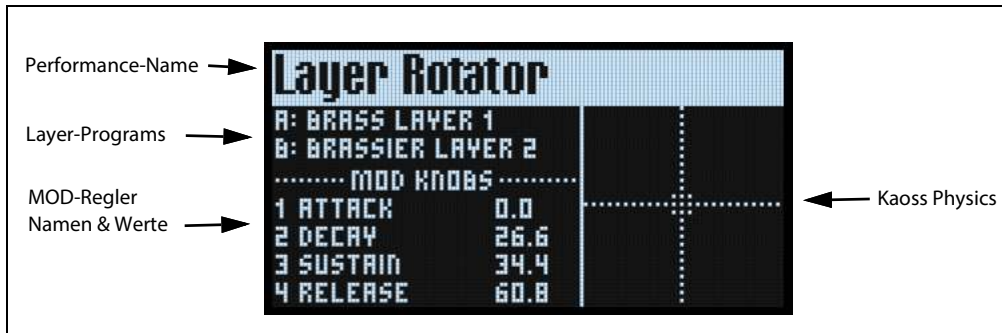 Performance-Name
Layer Rotator
Layer-Programs
A: BRASS LAYER 1
B: BRASSIER LAYER 2
MOD KNOBS
MOD-Regler
Namen & Werte
1 ATTACK 0.0
2 DECAY 26.6
3 SUSTAIN 34.4
4 RELEASE 60.8
Kaoss Physics